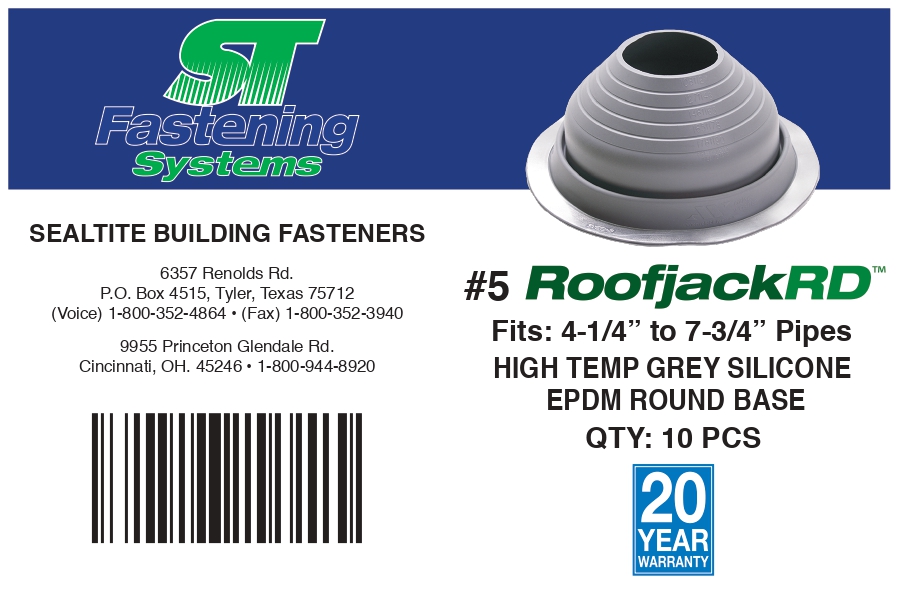 ST
Fastening
Systems
SEALTITE BUILDING FASTENERS
6357 Renolds Rd.
P.O. Box 4515, Tyler, Texas 75712
(Voice) 1-800-352-4864 • (Fax) 1-800-352-3940
9955 Princeton Glendale Rd.
Cincinnati, OH. 45246 • 1-800-944-8920
#5 RoofjackRD™
Fits: 4-1/4” to 7-3/4” Pipes
HIGH TEMP GREY SILICONE
EPDM ROUND BASE
QTY: 10 PCS
20
YEAR
WARRANTY